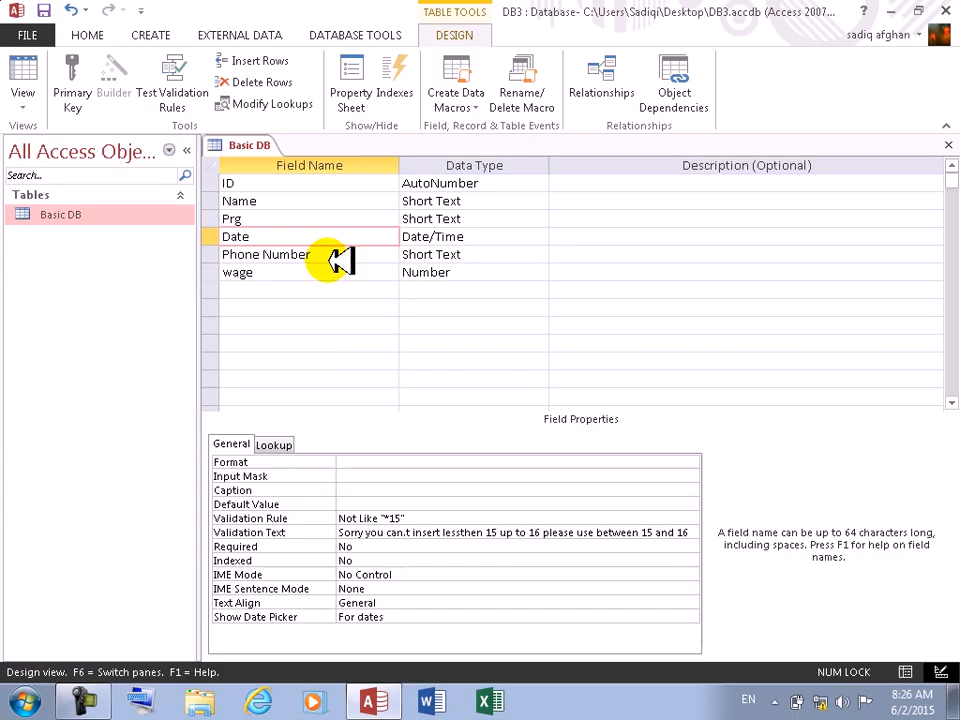 TABLE TOOLS
DB3 : Database- C:\Users\Sadiqi\Desktop\DB3.accdb (Access 2007...
FILE HOME CREATE EXTERNAL DATA DATABASE TOOLS DESIGN
sadiq afghan
View
Primary Key
Builder
Test Validation Rules
Insert Rows
Delete Rows
Modify Lookups
Property Sheet
Indexes
Create Data Macros
Rename/ Delete Macro
Relationships
Object Dependencies
Views
Tools
Show/Hide
Field, Record & Table Events
Relationships
All Access Obje...
Search...
Tables
Basic DB
Basic DB
Field Name Data Type Description (Optional)
ID AutoNumber
Name Short Text
Prg Short Text
Date Date/Time
Phone Number Short Text
wage Number
Field Properties
General Lookup
Format
Input Mask
Caption
Default Value
Validation Rule Not Like "*15"
Validation Text Sorry you can.t insert lessthen 15 up to 16 please use between 15 and 16
Required No
Indexed No
IME Mode No Control
IME Sentence Mode None
Text Align General
Show Date Picker For dates
A field name can be up to 64 characters long,
including spaces. Press F1 for help on field
names.
Design view. F6 = Switch panes. F1 = Help.
NUM LOCK
EN
8:26 AM
6/2/2015